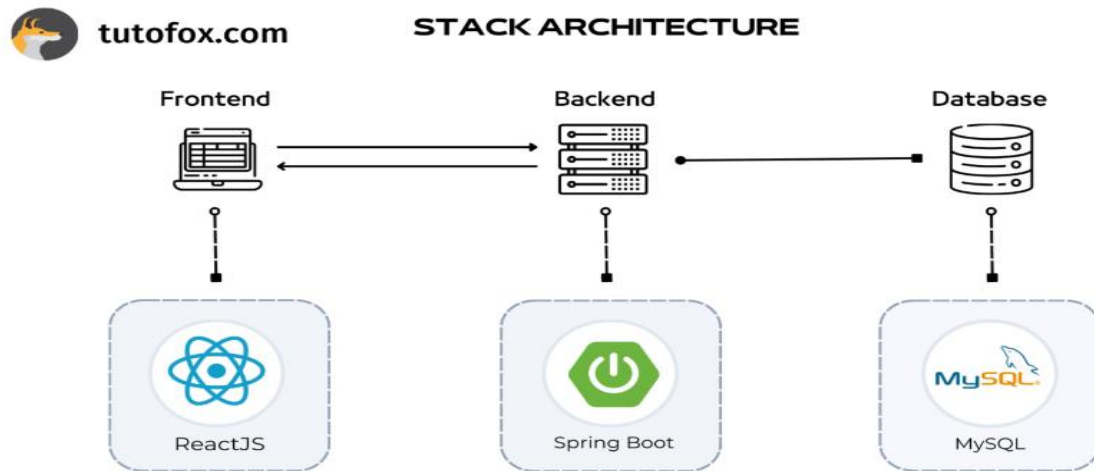 tutofox.com
STACK ARCHITECTURE
Frontend
Backend
Database
MySQL
ReactJS
Spring Boot
MySQL